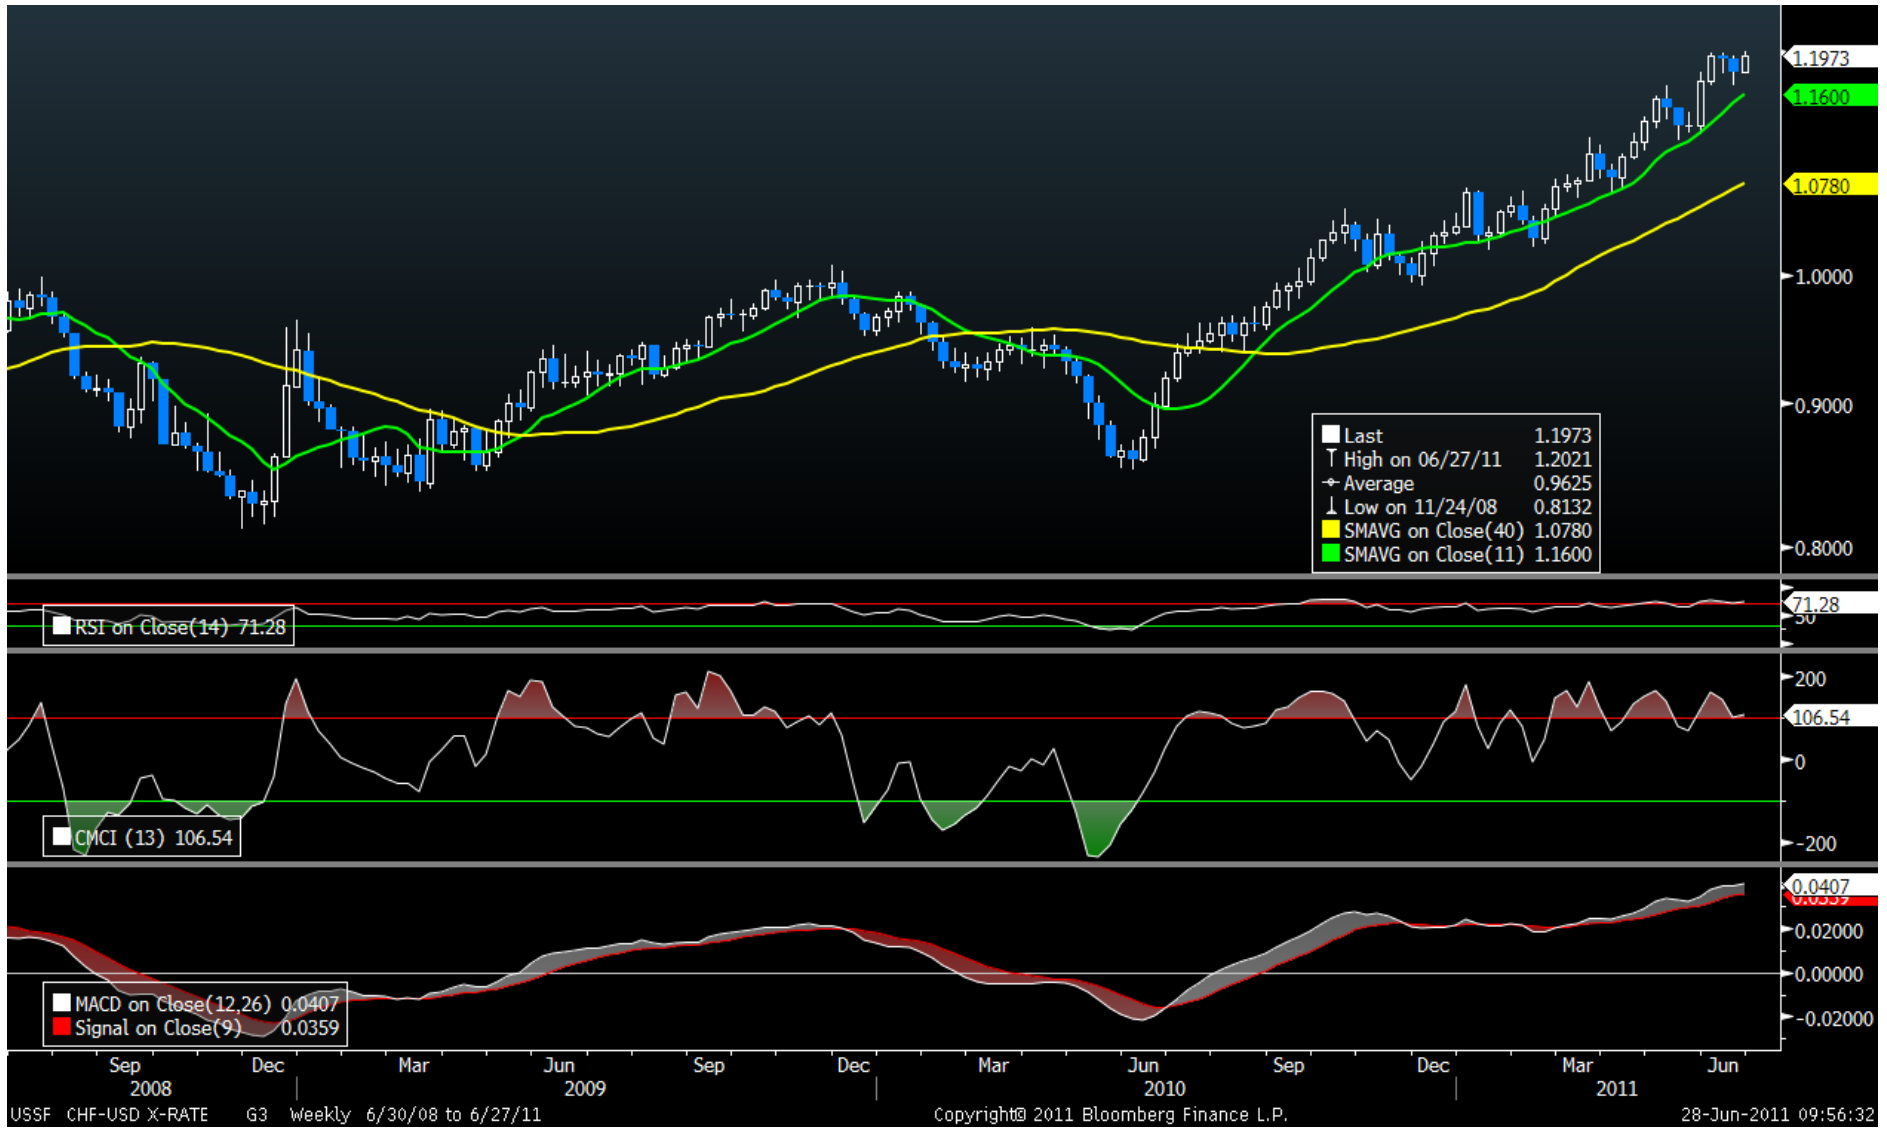 1.1973
1.1600
1.0780
1.0000
0.9000
0.8000
Last 1.1973
High on 06/27/11 1.2021
Average 0.9625
Low on 11/24/08 0.8132
SMAVG on Close(40) 1.0780
SMAVG on Close(11) 1.1600
71.28
50
RSI on Close(14) 71.28
200
106.54
0
-200
CMCI (13) 106.54
0.0407
0.0359
0.02000
0.00000
-0.02000
MACD on Close(12,26) 0.0407
Signal on Close(9) 0.0359
Sep Dec Mar Jun Sep Dec Mar Jun Sep Dec Mar Jun
2008 2009 2010 2011
USSF CHF-USD X-RATE G3 Weekly 6/30/08 to 6/27/11 Copyright© 2011 Bloomberg Finance L.P. 28-Jun-2011 09:56:32